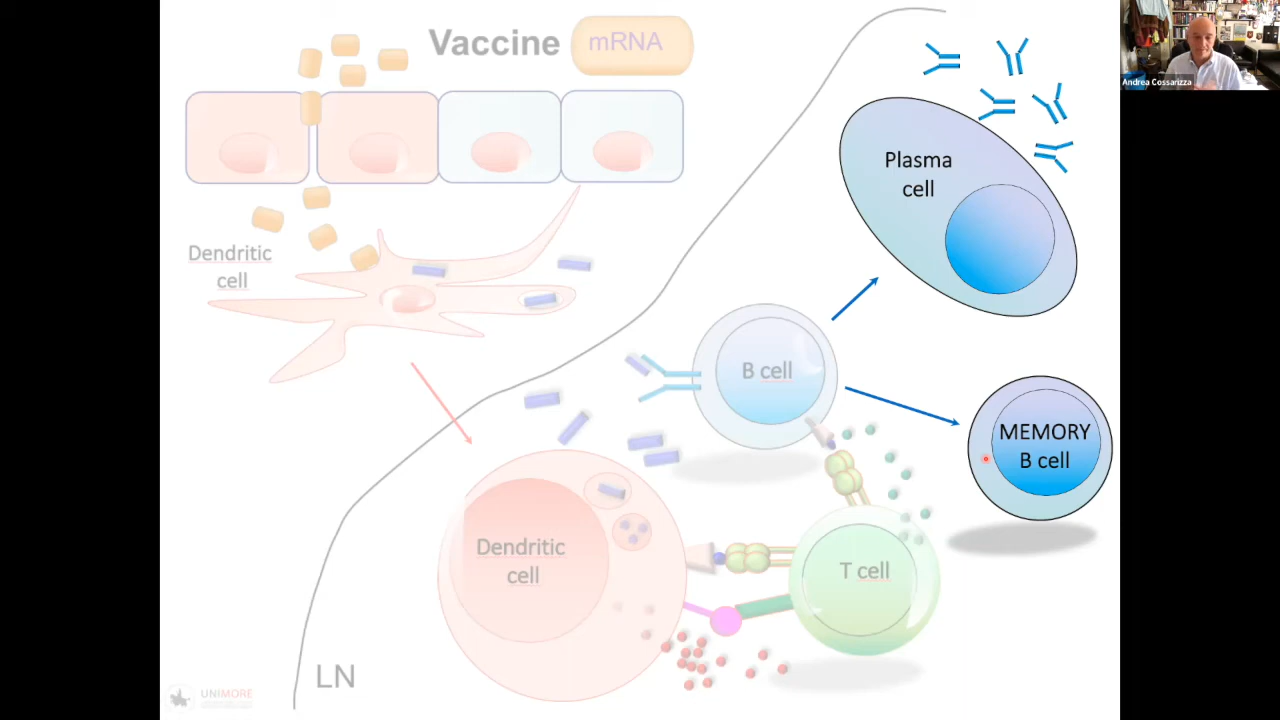 Vaccine mRNA
Andrea Cossarizza
Plasma
cell
Dendritic
cell
B cell
MEMORY
B cell
Dendritic
cell
T cell
LN
UNIMORE